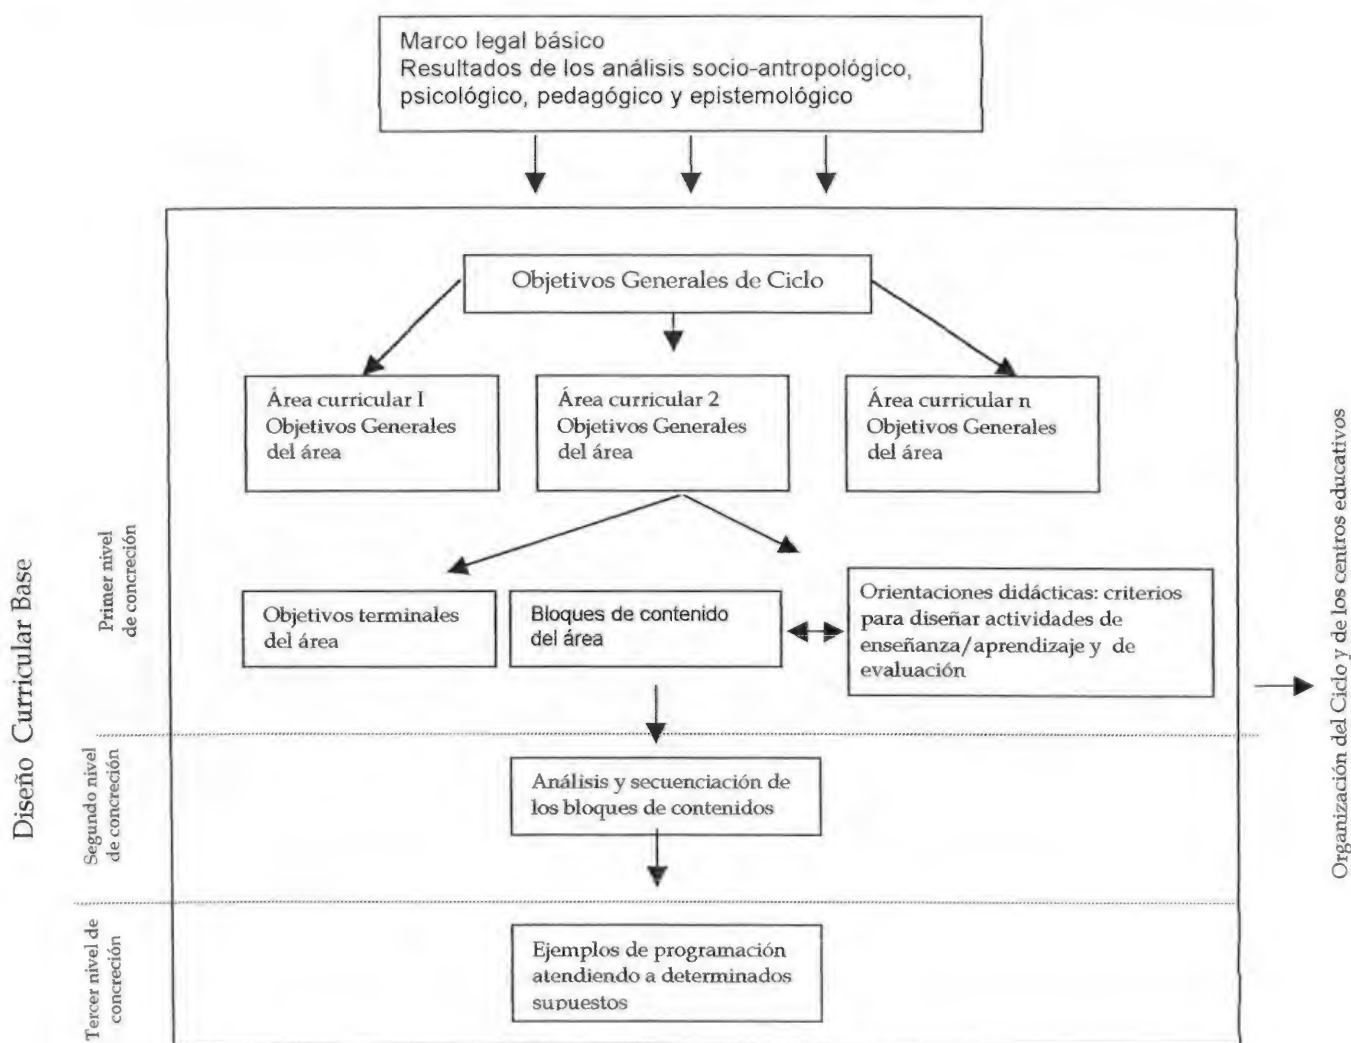 Marco legal básico
Resultados de los análisis socio-antropológico,
psicológico, pedagógico y epistemológico
Objetivos Generales de Ciclo
Área curricular 1
Objetivos Generales
del área
Área curricular 2
Objetivos Generales
del área
Área curricular n
Objetivos Generales
del área
Objetivos terminales
del área
Bloques de contenido
del área
Orientaciones didácticas: criterios
para diseñar actividades de
enseñanza/aprendizaje y de
evaluación
Análisis y secuenciación de
los bloques de contenidos
Ejemplos de programación
atendiendo a determinados
supuestos
Diseño Curricular Base
Primer nivel
de concreción
Segundo nivel
de concreción
Tercer nivel de
concreción
Organización del Ciclo y de los centros educativos